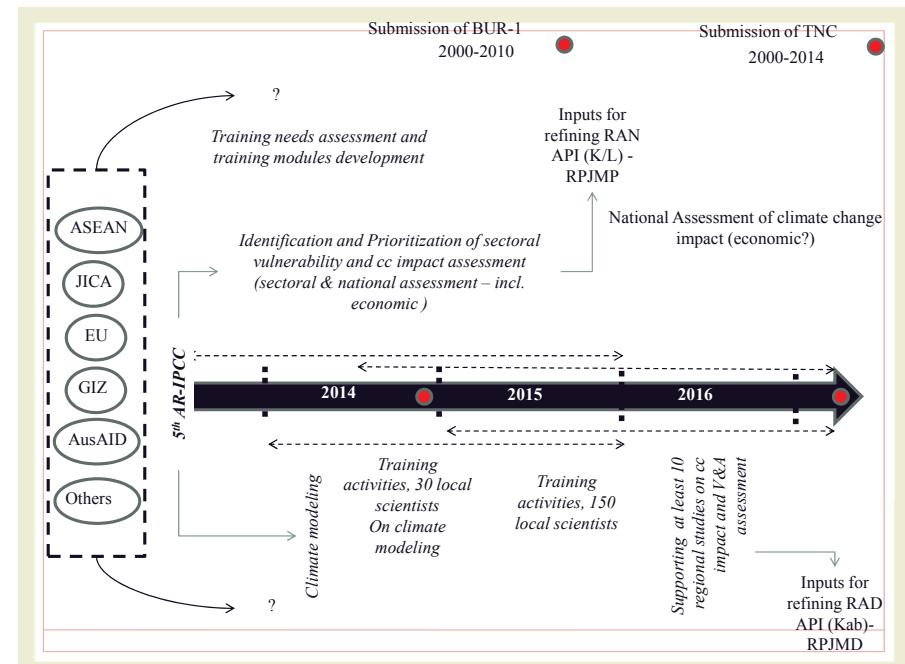 Submission of BUR-1
2000-2010
Submission of TNC
2000-2014
?
Training needs assessment and
training modules development
Inputs for
refining RAN
API (K/L) -
RPJMP
National Assessment of climate change
impact (economic?)
Identification and Prioritization of sectoral
vulnerability and cc impact assessment
(sectoral & national assessment – incl.
economic )
ASEAN
JICA
EU
GIZ
AusAID
Others
5th AR-IPCC
2014
2015
2016
Climate modeling
Training
activities, 30 local
scientists
On climate
modeling
Training
activities, 150
local scientists
Supporting at least 10
regional studies on cc
impact and V&A
assessment
?
Inputs for
refining RAD
API (Kab)-
RPJMD